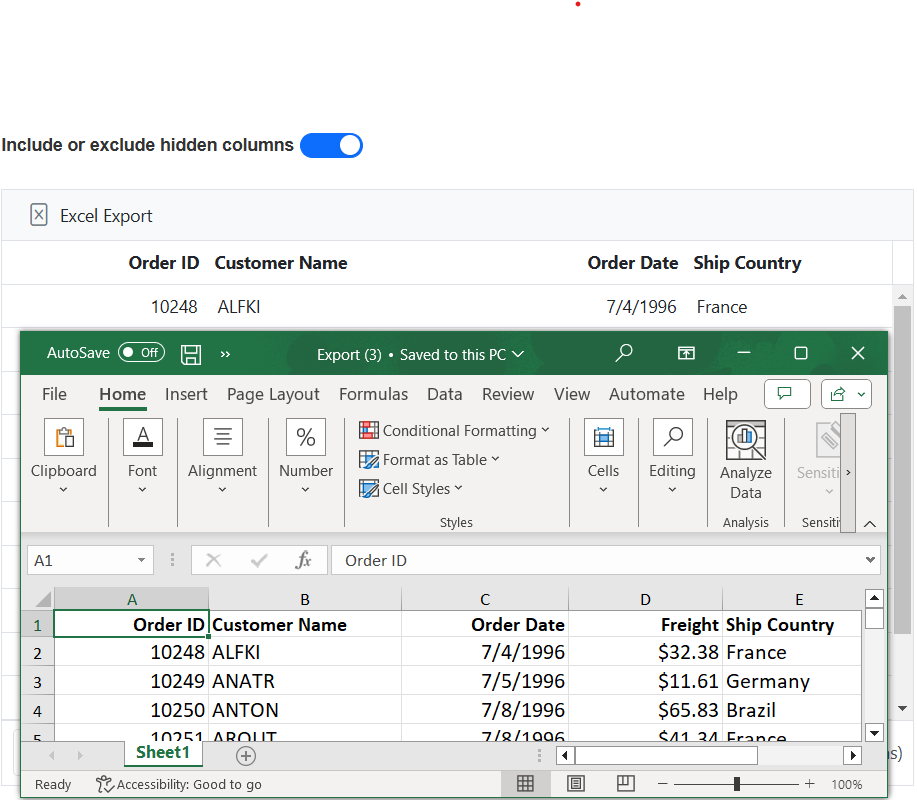 Include or exclude hidden columns
Excel Export
Order ID Customer Name Order Date Ship Country
10248 ALFKI 7/4/1996 France
AutoSave Off Export (3) • Saved to this PC
File Home Insert Page Layout Formulas Data Review View Automate Help
Clipboard
Font
Alignment
%
Number
Conditional Formatting
Format as Table
Cell Styles
Styles
Cells
Editing
Analyze
Data
Analysis
Sensiti
Sensiti
A1 fx Order ID
A B C D E
1 Order ID Customer Name Order Date Freight Ship Country
2 10248 ALFKI 7/4/1996 $32.38 France
3 10249 ANATR 7/5/1996 $11.61 Germany
4 10250 ANTON 7/8/1996 $65.83 Brazil
5 10251 AROUT 7/8/1996 $41.34 France
Sheet1
s)
Ready Accessibility: Good to go 100%